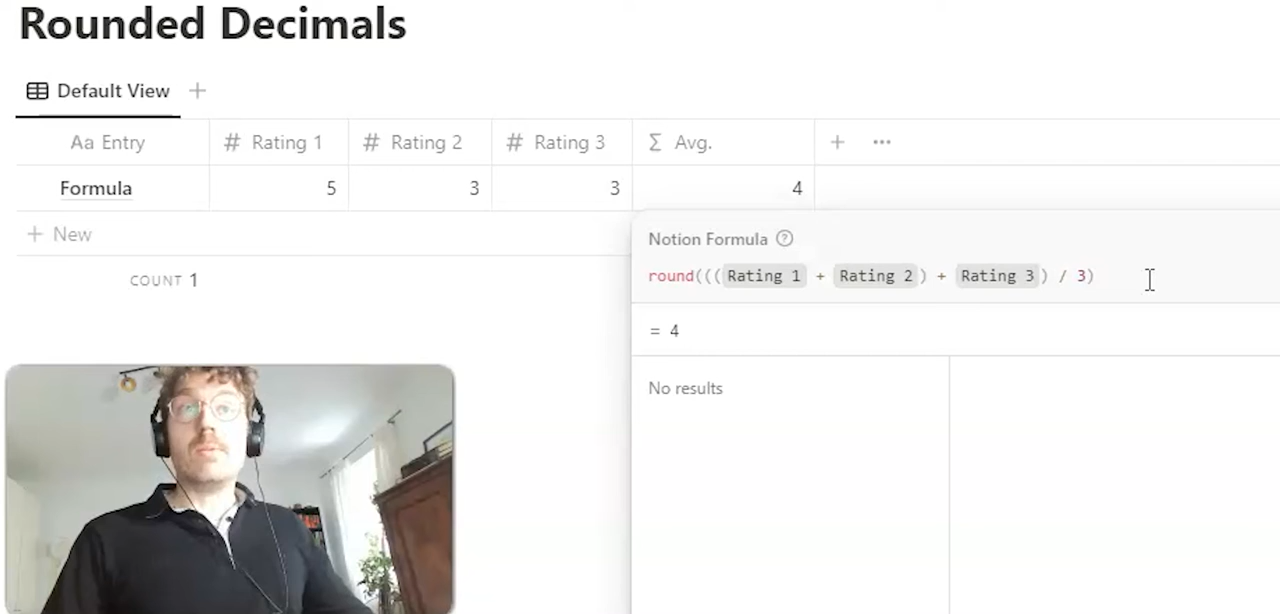 Rounded Decimals
Default View +
Aa Entry # Rating 1 # Rating 2 # Rating 3 Σ Avg. + •••
Formula 5 3 3 4
+ New
COUNT 1
Notion Formula ?
round(((Rating 1 + Rating 2) + Rating 3) / 3)
= 4
No results